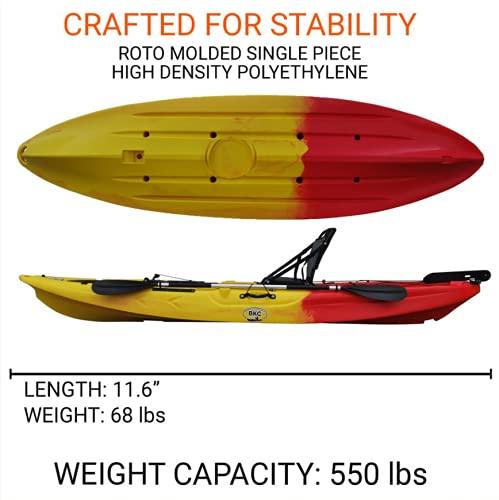 CRAFTED FOR STABILITY
ROTO MOLDED SINGLE PIECE
HIGH DENSITY POLYETHYLENE
BKC
LENGTH: 11.6”
WEIGHT: 68 lbs
WEIGHT CAPACITY: 550 lbs